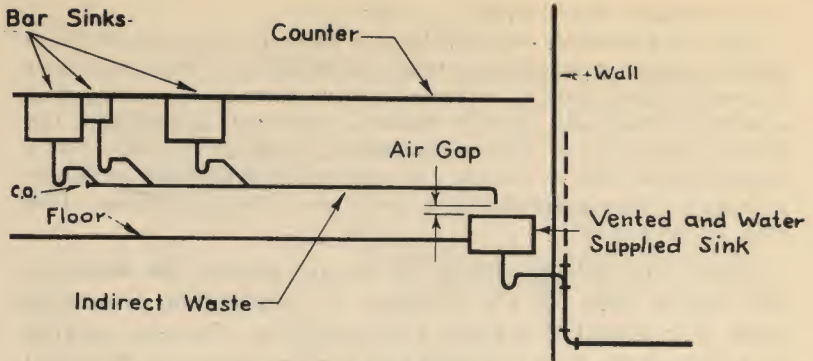 Bar Sinks-
Counter
Wall
Air Gap
C.O.
Floor
Vented and Water
Supplied Sink
Indirect Waste